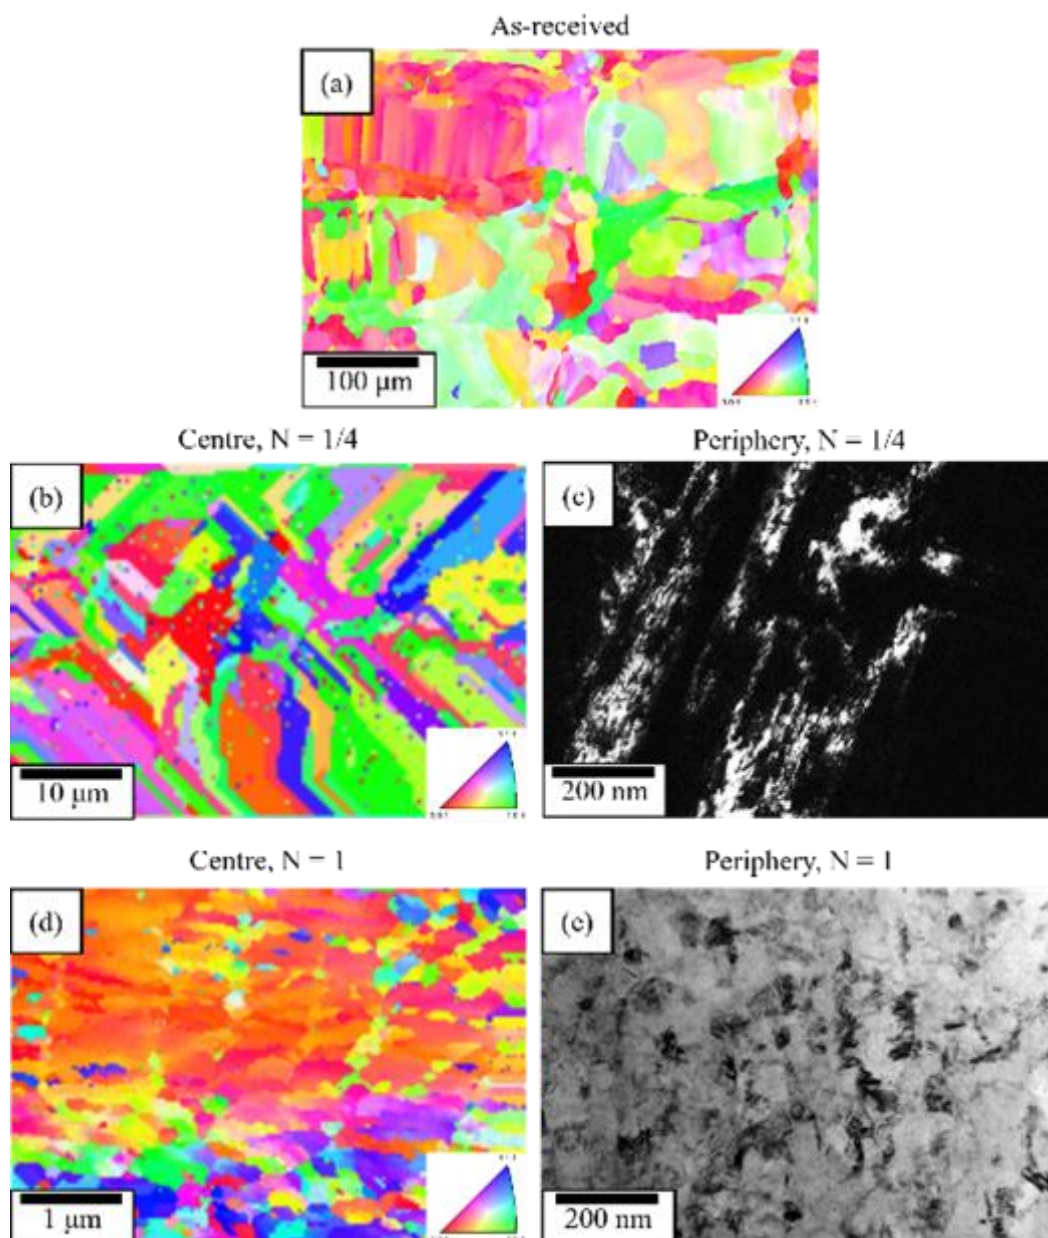 As-received
(a)
100 µm
Centre, N = 1/4
Periphery, N = 1/4
(b)
(c)
10 µm
200 nm
Centre, N = 1
Periphery, N = 1
(d)
(e)
1 µm
200 nm